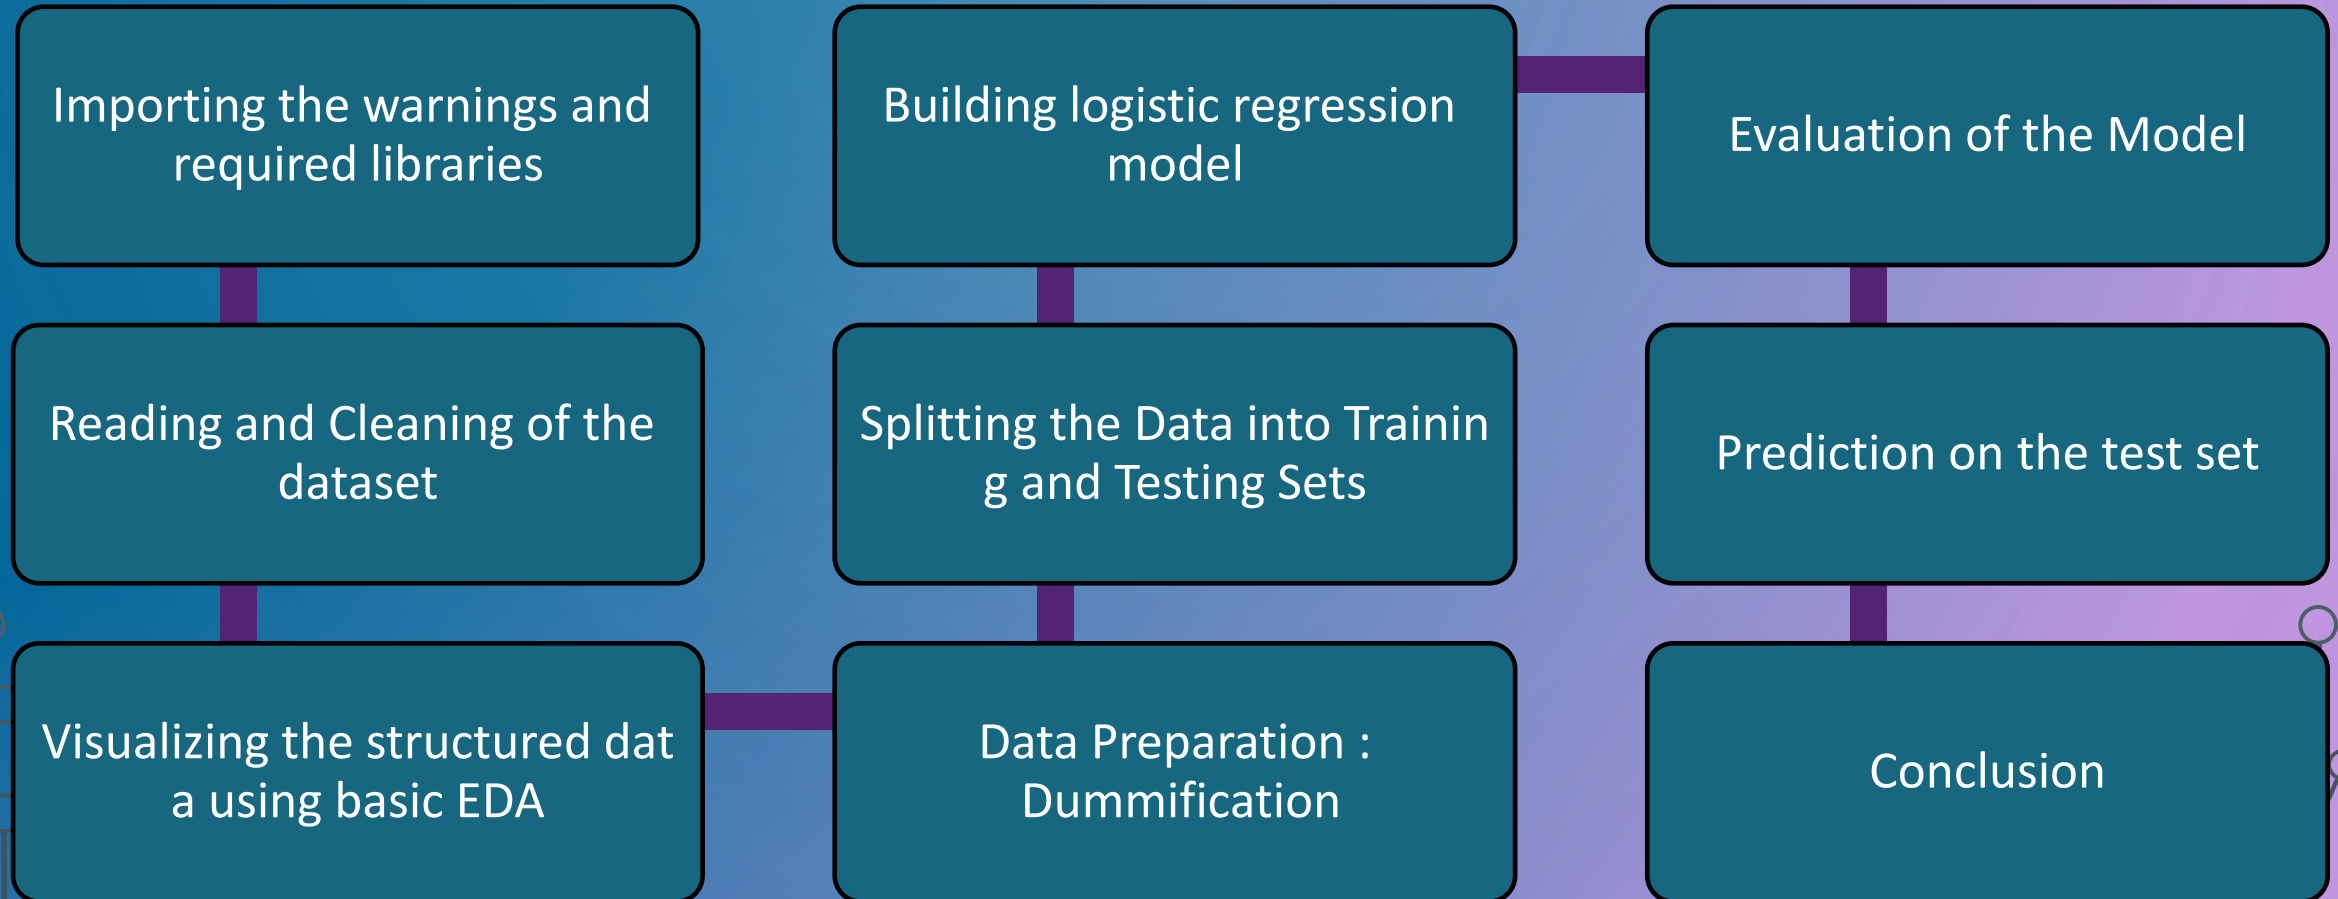 Importing the warnings and
required libraries
Reading and Cleaning of the
dataset
Visualizing the structured dat
a using basic EDA
Data Preparation :
Dummification
Splitting the Data into Trainin
g and Testing Sets
Building logistic regression
model
Evaluation of the Model
Prediction on the test set
Conclusion